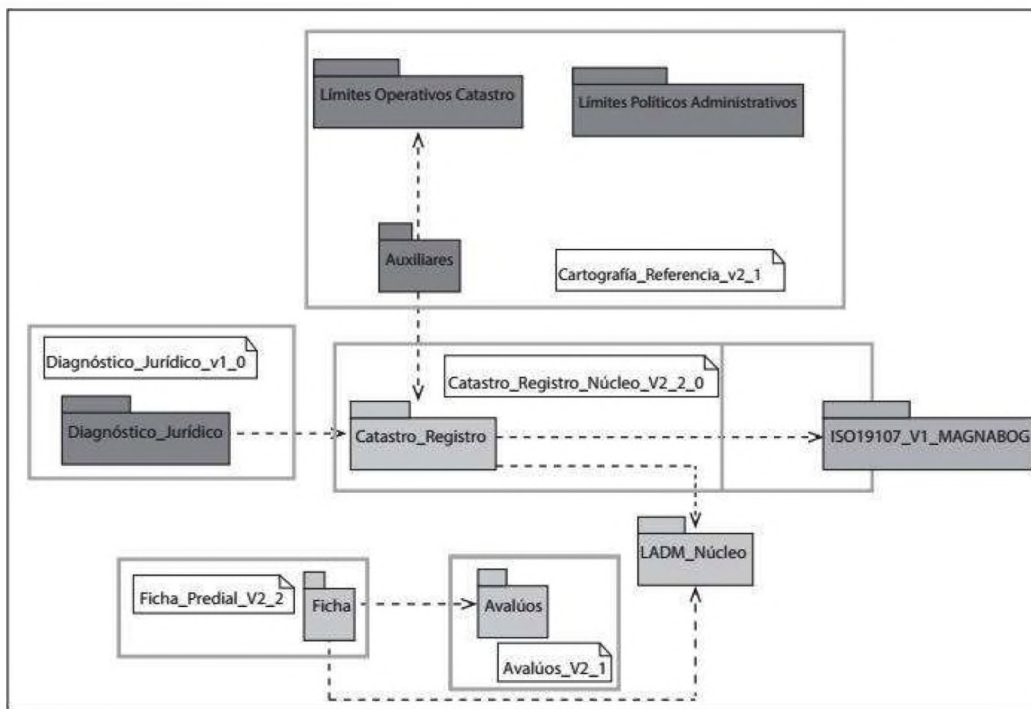 Límites Operativos Catastro
Límites Políticos Administrativos
Auxiliares
Cartografía_Referencia_v2_1
Diagnóstico_Jurídico_v1_0
Diagnóstico_Jurídico
Catastro_Registro_Núcleo_V2_2_0
Catastro_Registro
ISO19107_V1_MAGNABOG
LADM_Núcleo
Ficha_Predial_V2_2
Ficha
Avalúos
Avalúos_V2_1